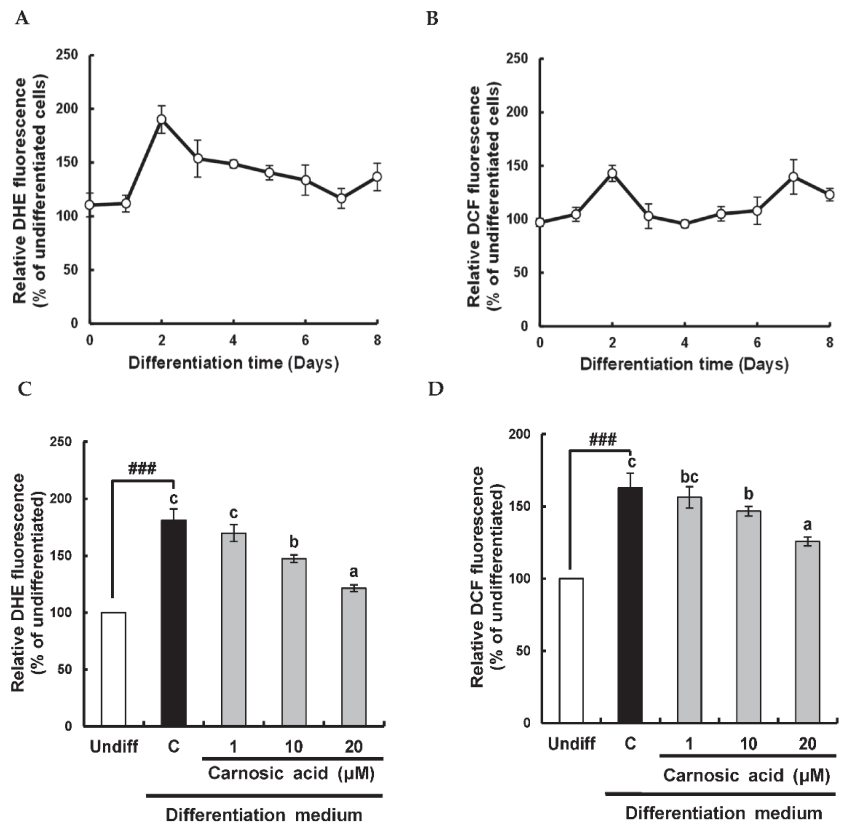 A
Relative DHE fluorescence
(% of undifferentiated cells)
250
200
150
100
50
0
0 2 4 6 8
Differentiation time (Days)
B
Relative DCF fluorescence
(% of undifferentiated cells)
250
200
150
100
50
0
0 2 4 6 8
Differentiation time (Days)
C
Relative DHE fluorescence
(% of undifferentiated)
250
200
150
100
50
0
###
c
c
b
a
Undiff C 1 10 20
Carnosic acid (μM)
Differentiation medium
D
Relative DCF fluorescence
(% of undifferentiated)
200
150
100
50
0
###
c
bc
b
a
Undiff C 1 10 20
Carnosic acid (μM)
Differentiation medium